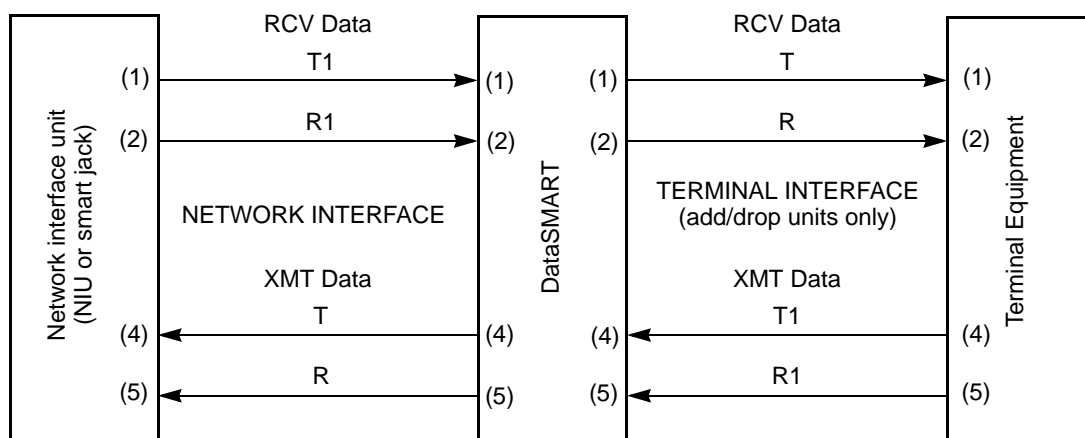 RCV Data
RCV Data
(1)
T1
(1)
(1)
T
(1)
(2)
R1
(2)
(2)
R
(2)
Network interface unit
(NIU or smart jack)
NETWORK INTERFACE
DataSMART
TERMINAL INTERFACE
(add/drop units only)
Terminal Equipment
XMT Data
XMT Data
(4)
T
(4)
(4)
T1
(4)
(5)
R
(5)
(5)
R1
(5)